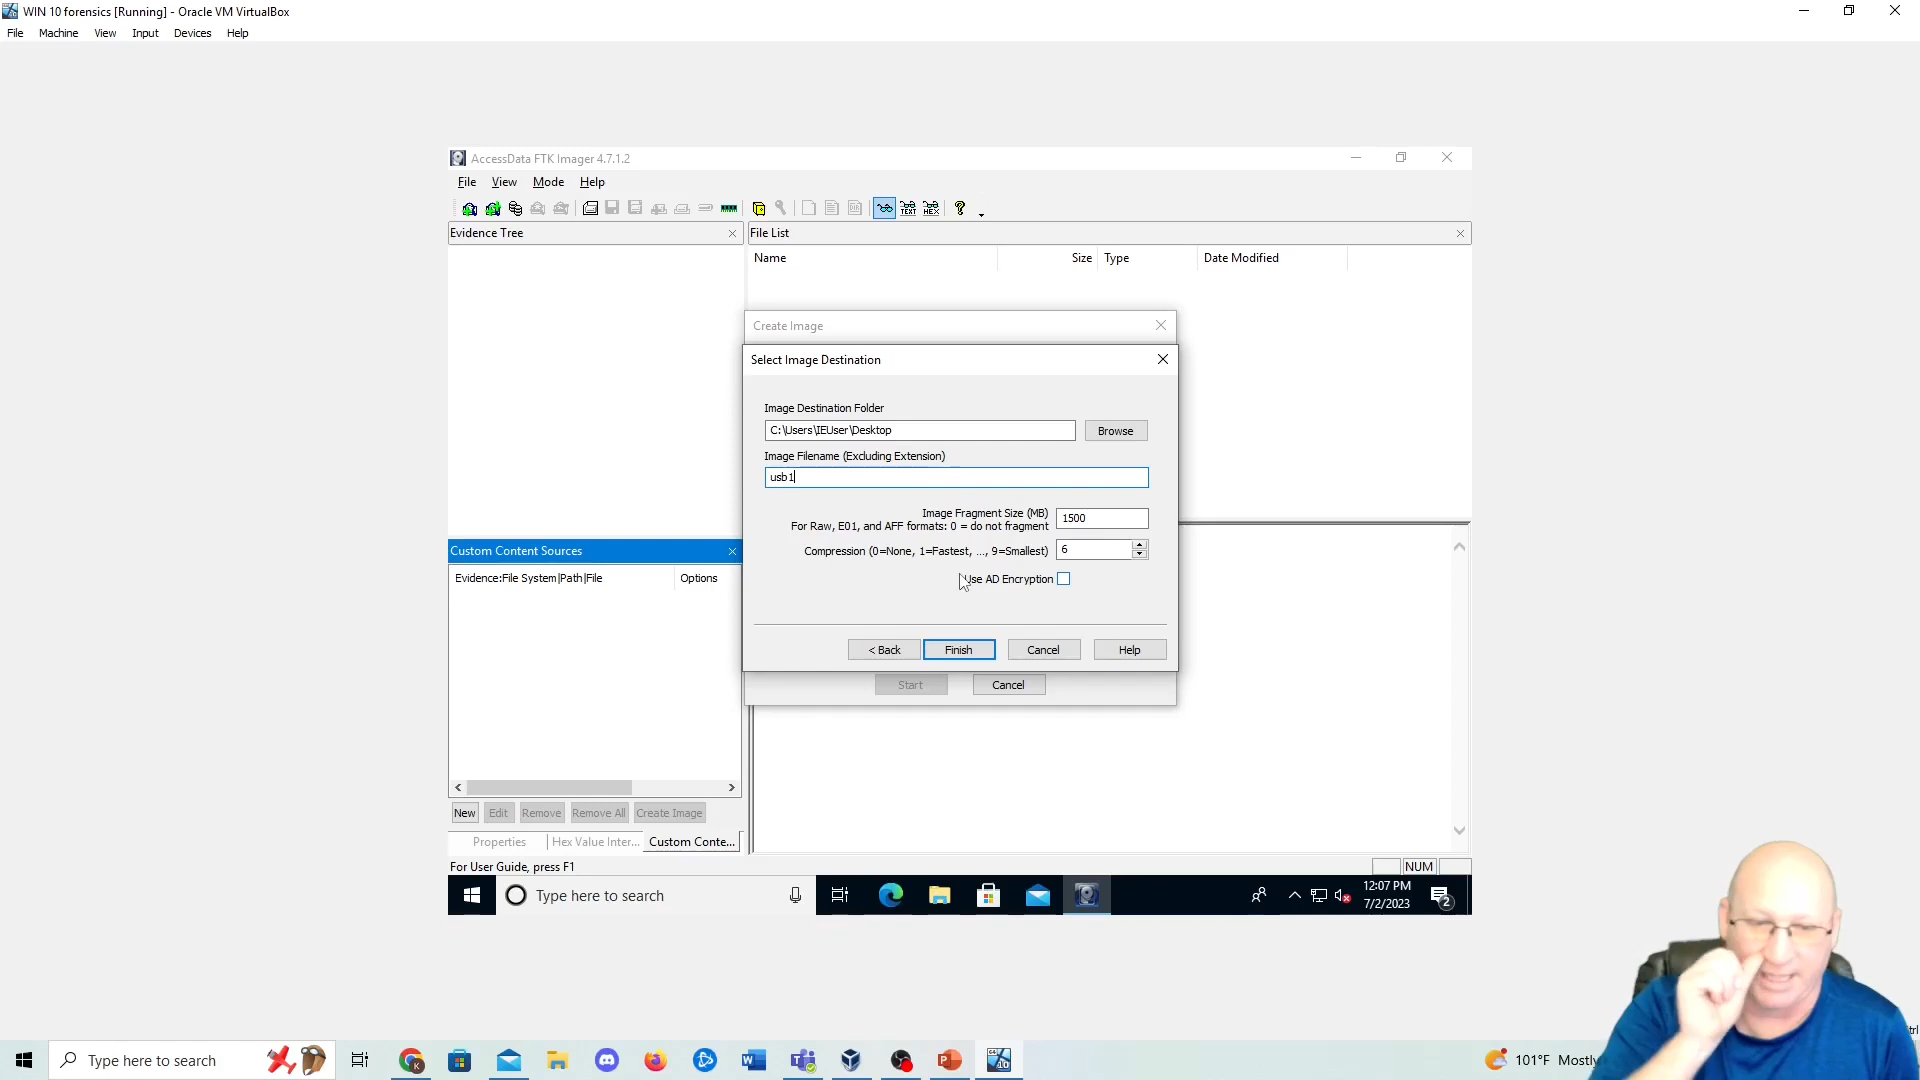 WIN 10 forensics [Running] - Oracle VM VirtualBox
File Machine View Input Devices Help
AccessData FTK Imager 4.7.1.2
File View Mode Help
TEXT HEX
Evidence Tree
File List
Name Size Type Date Modified
Create Image
Select Image Destination
Image Destination Folder
C:\Users\IEUser\Desktop Browse
Image Filename (Excluding Extension)
usb1
Image Fragment Size (MB)
For Raw, E01, and AFF formats: 0 = do not fragment
1500
Compression (0=None, 1=Fastest, ..., 9=Smallest) 6
Use AD Encryption
< Back Finish Cancel Help
Start Cancel
Custom Content Sources
Evidence:File System|Path|File Options
New Edit Remove Remove All Create Image
Properties Hex Value Inter... Custom Conte...
For User Guide, press F1
NUM
Type here to search
12:07 PM
7/2/2023
2
Type here to search
101°F Mostly